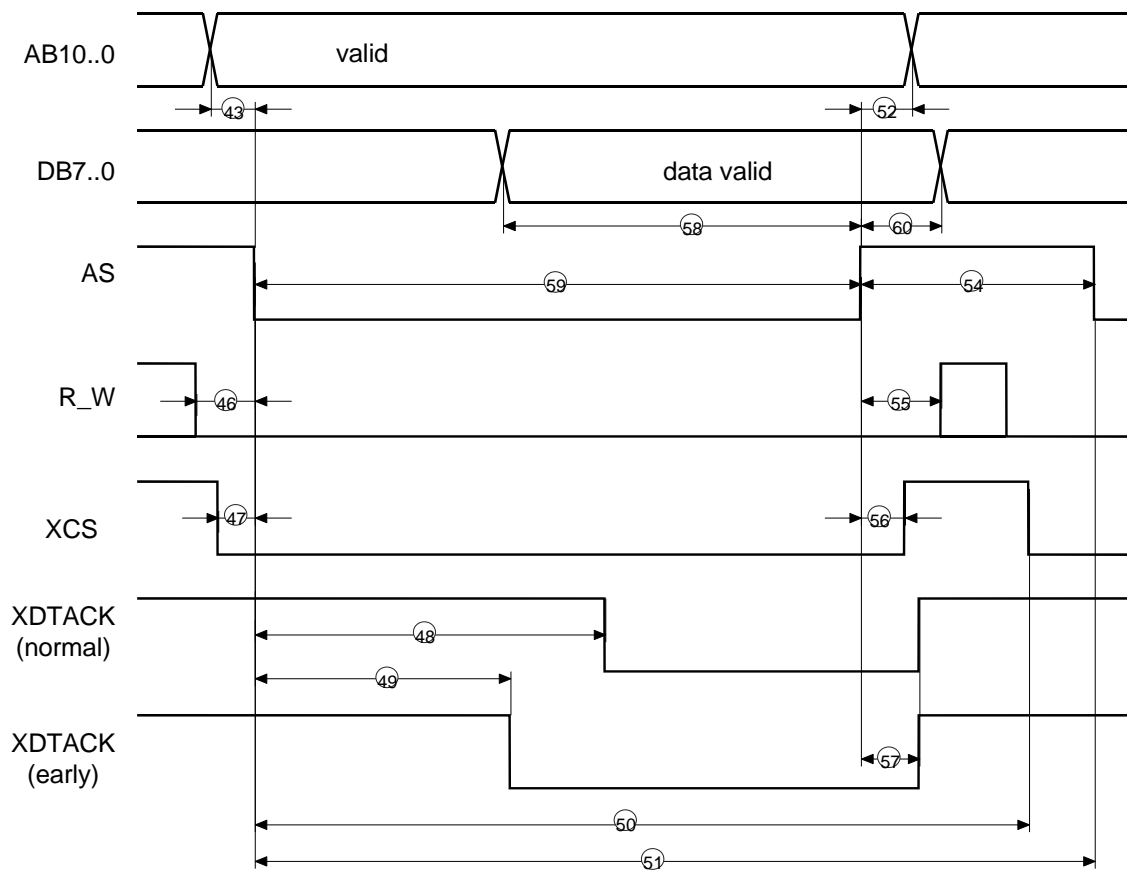 AB10..0
valid
43
52
DB7..0
data valid
58
60
AS
59
54
R_W
46
55
XCS
47
56
XDTACK
(normal)
48
49
XDTACK
(early)
57
50
51